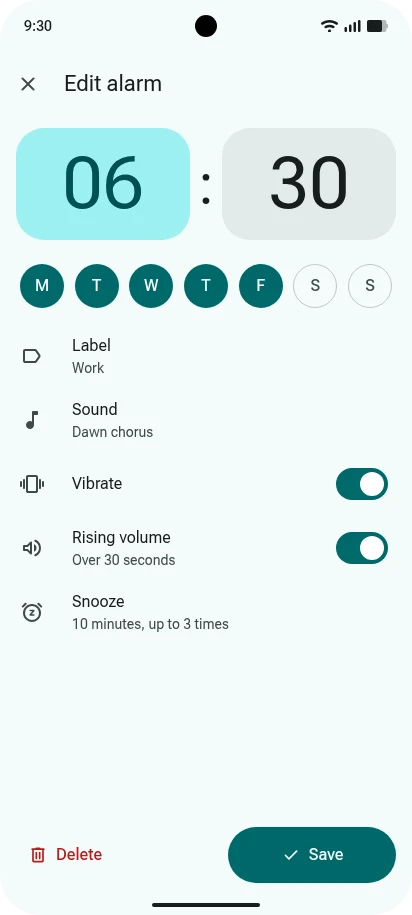 9:30
Edit alarm
06 : 30
M T W T F S S
Label
Work
Sound
Dawn chorus
Vibrate
Rising volume
Over 30 seconds
Snooze
10 minutes, up to 3 times
Delete
Save